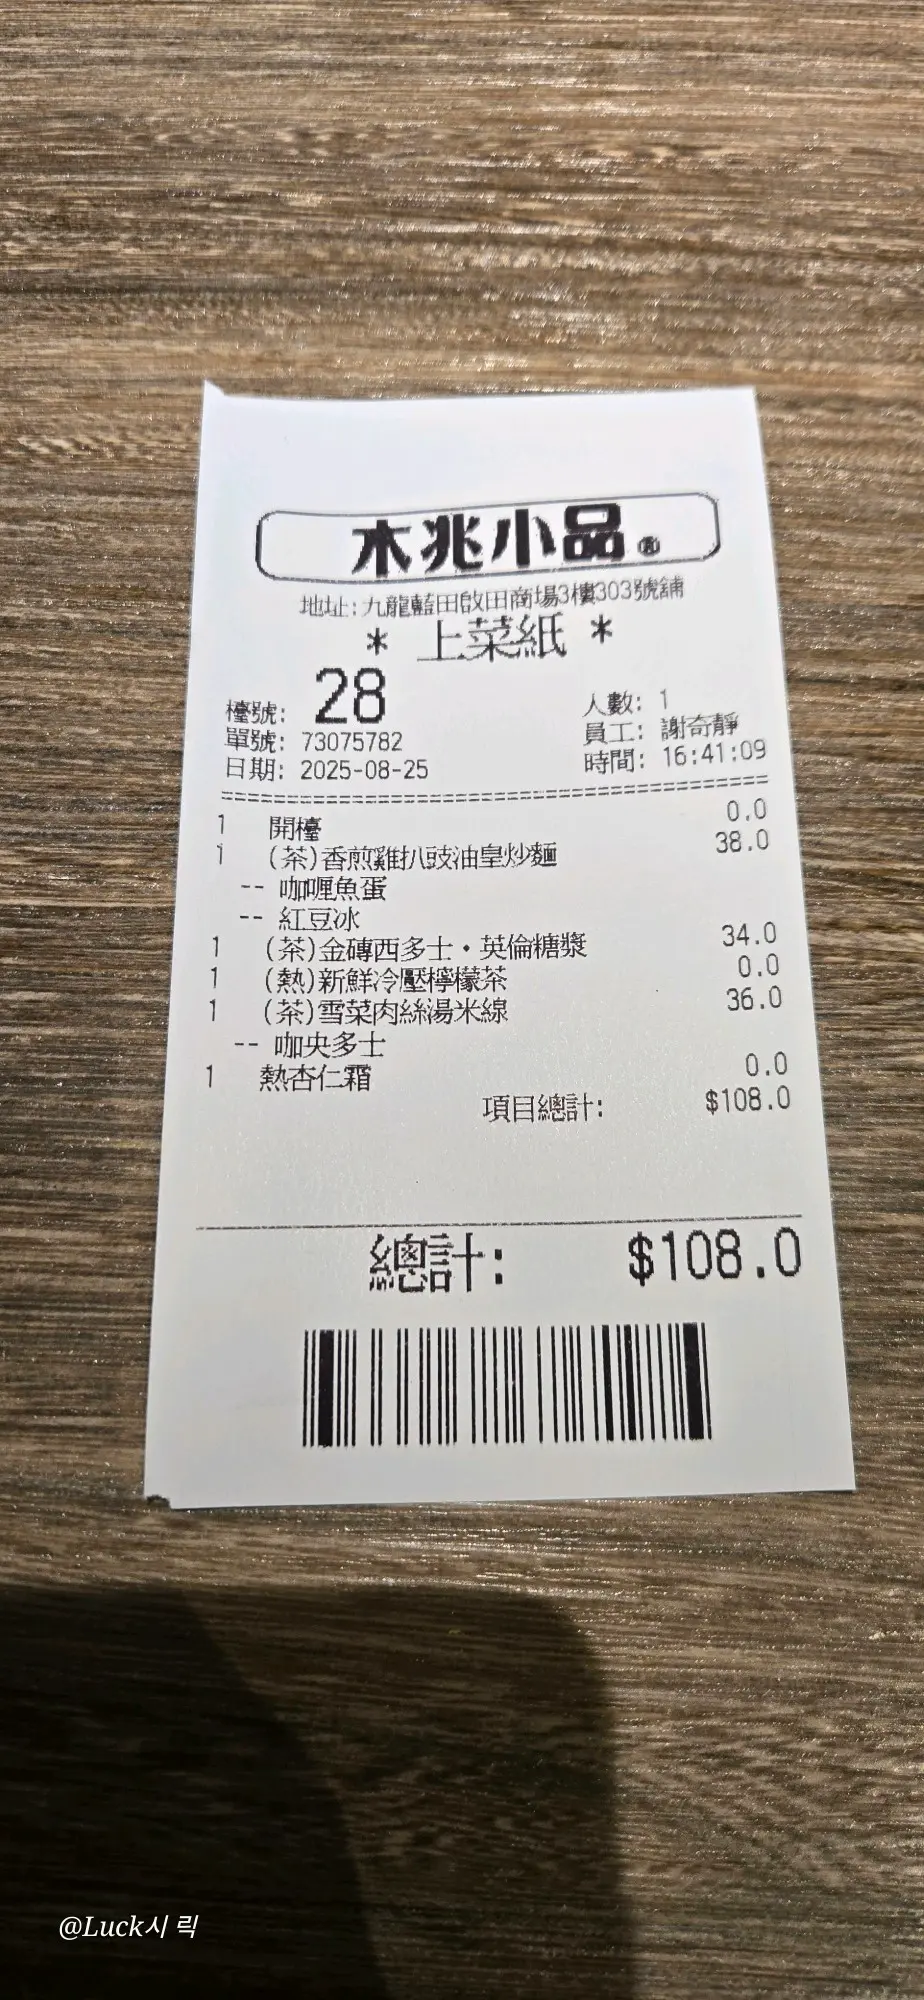 木兆小品®
地址:九龍藍田啟田商場3樓303號舖
* 上菜紙 *
檯號: 28 人數: 1
單號: 73075782 員工: 謝奇靜
日期: 2025-08-25 時間: 16:41:09
1 開檯 0.0
1 (茶)香煎雞扒豉油皇炒麵 38.0
-- 咖喱魚蛋
-- 紅豆冰
1 (茶)金磚西多士·英倫糖漿 34.0
1 (熱)新鮮冷壓檸檬茶 0.0
1 (茶)雪菜肉絲湯米線 36.0
-- 咖央多士
1 熱杏仁霜 0.0
項目總計: $108.0
總計: $108.0
@Luck시 릭